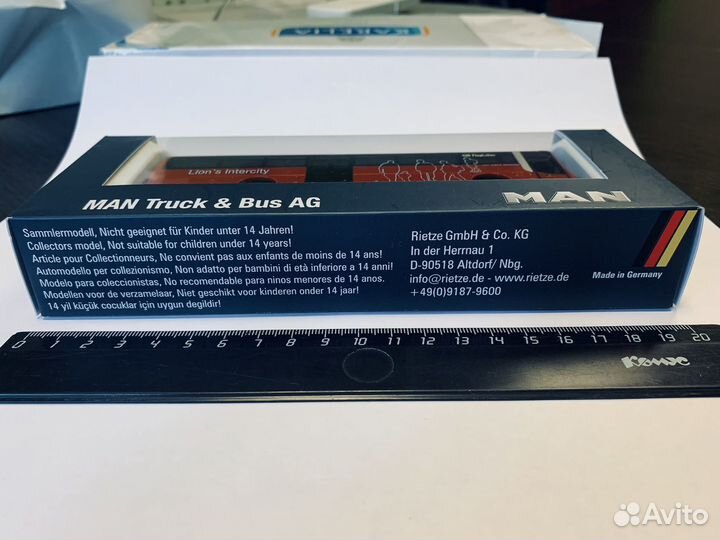 KARELIA
Lion's Intercity
MAN Truck & Bus AG
MAN
Sammlermodell, Nicht geeignet für Kinder unter 14 Jahren!
Collectors model, Not suitable for children under 14 years!
Article pour Collectionneurs, Ne convient pas aux enfants de moins de 14 ans!
Automodello per collezionismo, Non adatto per bambini di età inferiore a 14 anni!
Modelo para coleccionistas, No recomendable para ninos menores de 14 anos.
Modellen voor de verzamelaar, Niet geschikt voor kinderen onder 14 jaar!
14 yil küçük cocuklar için uygun degildir!
Rietze GmbH & Co. KG
In der Herrnau 1
D-90518 Altdorf/ Nbg.
info@rietze.de - www.rietze.de
+49(0)9187-9600
Made in Germany
0 1 2 3 4 5 6 7 8 9 10 11 12 13 14 15 16 17 18 19 20
Комус
Avito